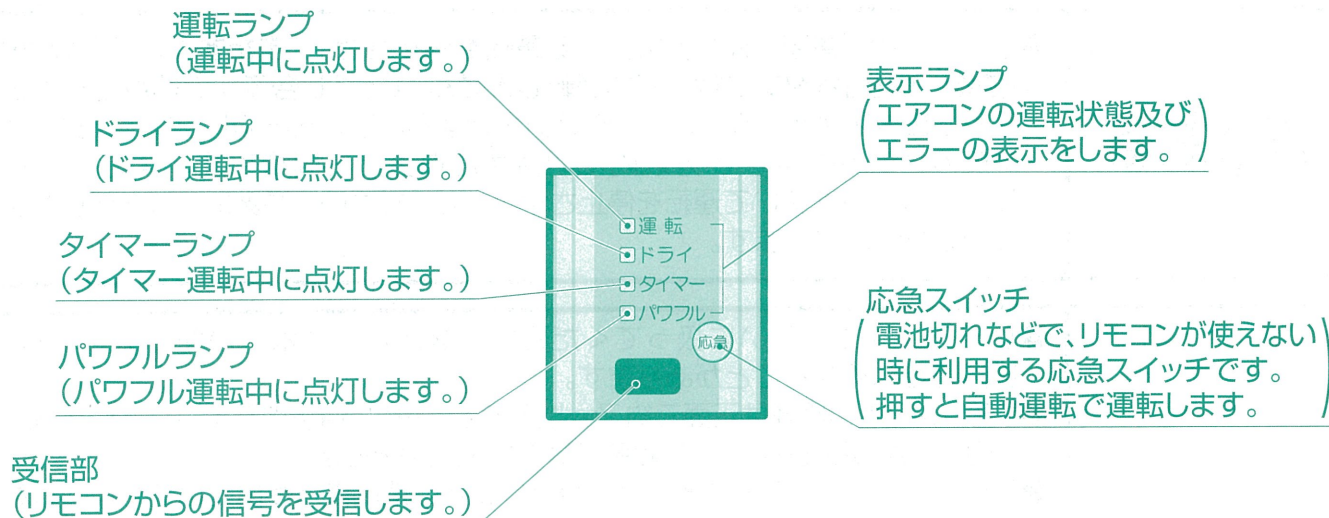 運転ランプ
(運転中に点灯します。)
ドライランプ
(ドライ運転中に点灯します。)
タイマーランプ
(タイマー運転中に点灯します。)
パワフルランプ
(パワフル運転中に点灯します。)
受信部
(リモコンからの信号を受信します。)
運転
ドライ
タイマー
パワフル
応急
表示ランプ
(エアコンの運転状態及び
エラーの表示をします。)
応急スイッチ
(電池切れなどで、リモコンが使えない
時に利用する応急スイッチです。
押すと自動運転で運転します。)